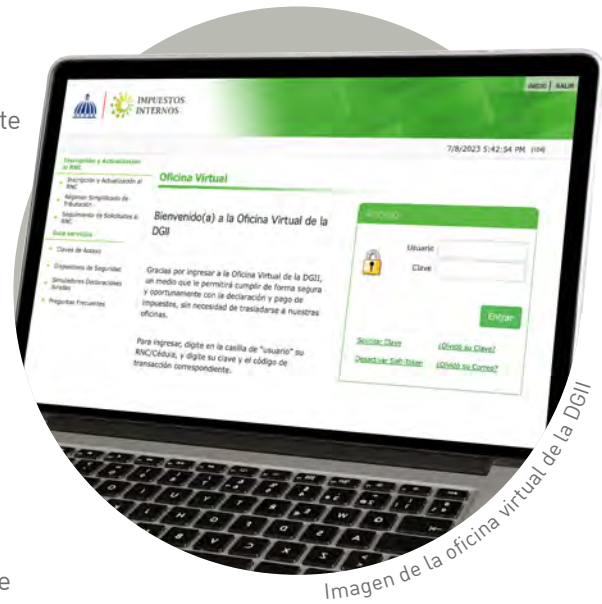 te
INICIO | SALIR
IMPUESTOS
INTERNOS
7/8/2023 5:42:54 PM
Inscripción y Actualización
al RNC
Inscripción y Actualización al
RNC
Régimen Simplificado de
Tributación
Seguimiento de Solicitudes a
RNC
Guía servicios
Claves de Acceso
Dispositivos de Seguridad
Simuladores Declaraciones
Juradas
Preguntas Frecuentes
Oficina Virtual
Bienvenido(a) a la Oficina Virtual de la
DGII
Gracias por ingresar a la Oficina Virtual de la DGII,
un medio que le permitirá cumplir de forma segura
y oportunamente con la declaración y pago de
impuestos, sin necesidad de trasladarse a nuestras
oficinas.
Para ingresar, digite en la casilla de "usuario" su
RNC/Cédula, y digite su clave y el código de
transacción correspondiente.
Acceso
Usuario
Clave
Entrar
Solicitar Clave
¿Olvidó su Clave?
Desactivar Soft-Token
¿Olvidó su Correo?
Imagen de la oficina virtual de la DGII
e